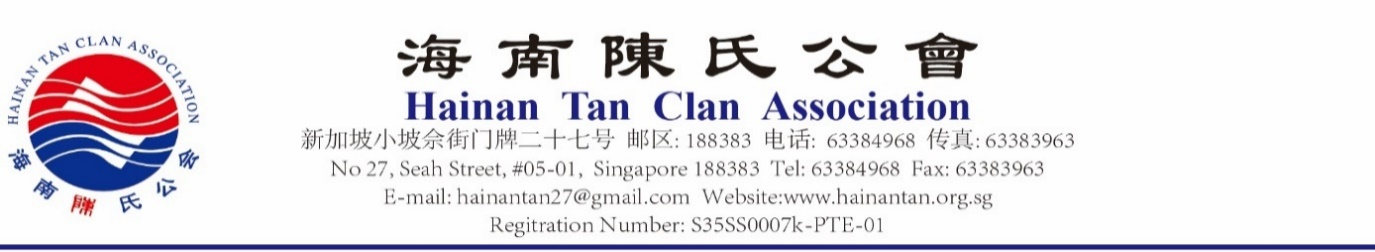 HAINAN TAN CLAN ASSOCIATION
海南陳氏公会
海南陳氏公會
Hainan Tan Clan Association
新加坡小坡佘街门牌二十七号 邮区: 188383 电话: 63384968 传真: 63383963
No 27, Seah Street, #05-01, Singapore 188383 Tel: 63384968 Fax: 63383963
E-mail: hainantan27@gmail.com Website:www.hainantan.org.sg
Regitration Number: S35SS0007k-PTE-01